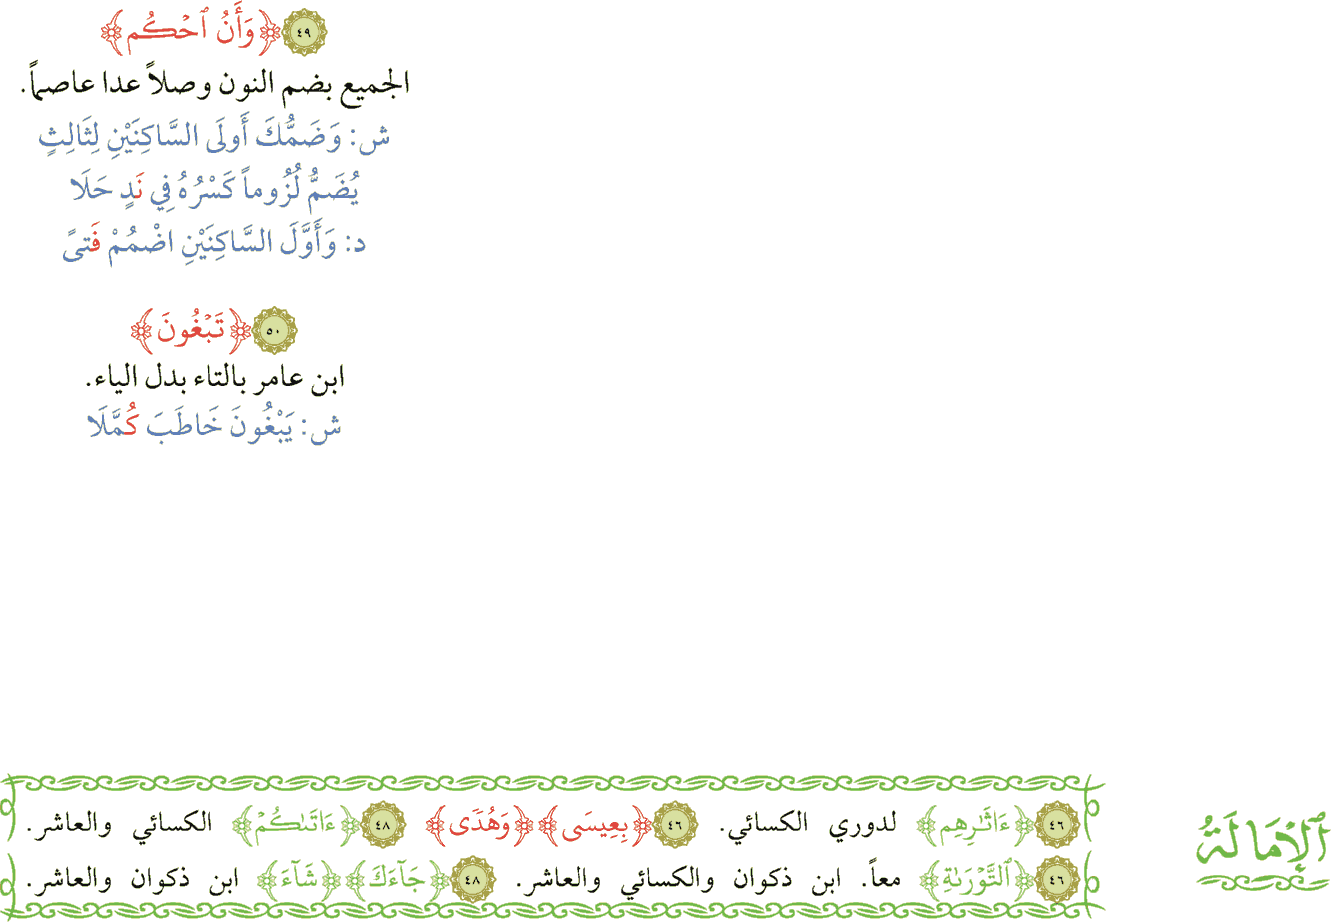 ٤٩ ﴿وَأَنُ ٱحْكُم﴾
الجميع بضم النون وصلاً عدا عاصماً.
ش: وَضَمُّكَ أَولَى السَّاكِنَيْنِ لِثَالِثٍ
يُضَمُّ لُزُوماً كَسْرُهُ فِي نَدٍ حَلَا
د: وَأَوَّلَ السَّاكِنَيْنِ اضْمُمْ فَتىً
٥٠ ﴿تَبْغُونَ﴾
ابن عامر بالتاء بدل الياء.
ش: يَبْغُونَ خَاطَبَ كُمَّلَا
ٱلْإِمَالَةُ
٤٦ ﴿ءَاثَٰرِهِم﴾ لدوري الكسائي. ٤٦ ﴿بِعِيسَى﴾ ﴿وَهُدًى﴾ ٤٨ ﴿ءَاتَىٰكُمْ﴾ الكسائي والعاشر.
٤٦ ﴿ٱلتَّوْرَىٰةِ﴾ معاً. ابن ذكوان والكسائي والعاشر. ٤٨ ﴿جَآءَكَ﴾ ﴿شَآءَ﴾ ابن ذكوان والعاشر.